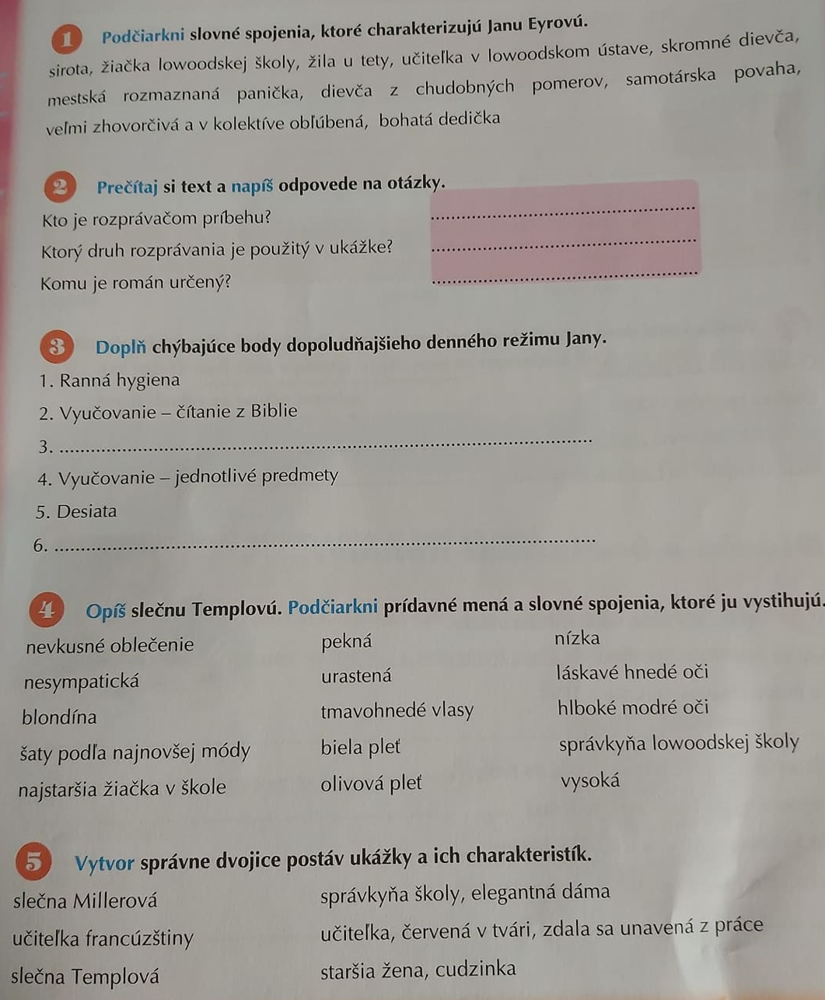 1 Podčiarkni slovné spojenia, ktoré charakterizujú Janu Eyrovú.
sirota, žiačka lowoodskej školy, žila u tety, učiteľka v lowoodskom ústave, skromné dievča,
mestská rozmaznaná panička, dievča z chudobných pomerov, samotárska povaha,
veľmi zhovorčivá a v kolektíve obľúbená, bohatá dedička
2 Prečítaj si text a napíš odpovede na otázky.
Kto je rozprávačom príbehu? ........................................
Ktorý druh rozprávania je použitý v ukážke? ........................................
Komu je román určený? ........................................
3 Doplň chýbajúce body dopoludňajšieho denného režimu Jany.
1. Ranná hygiena
2. Vyučovanie – čítanie z Biblie
3. ........................................
4. Vyučovanie – jednotlivé predmety
5. Desiata
6. ........................................
4 Opíš slečnu Templovú. Podčiarkni prídavné mená a slovné spojenia, ktoré ju vystihujú.
nevkusné oblečenie pekná nízka
nesympatická urastená láskavé hnedé oči
blondína tmavohnedé vlasy hlboké modré oči
šaty podľa najnovšej módy biela pleť správkyňa lowoodskej školy
najstaršia žiačka v škole olivová pleť vysoká
5 Vytvor správne dvojice postáv ukážky a ich charakteristík.
slečna Millerová správkyňa školy, elegantná dáma
učiteľka francúzštiny učiteľka, červená v tvári, zdala sa unavená z práce
slečna Templová staršia žena, cudzinka